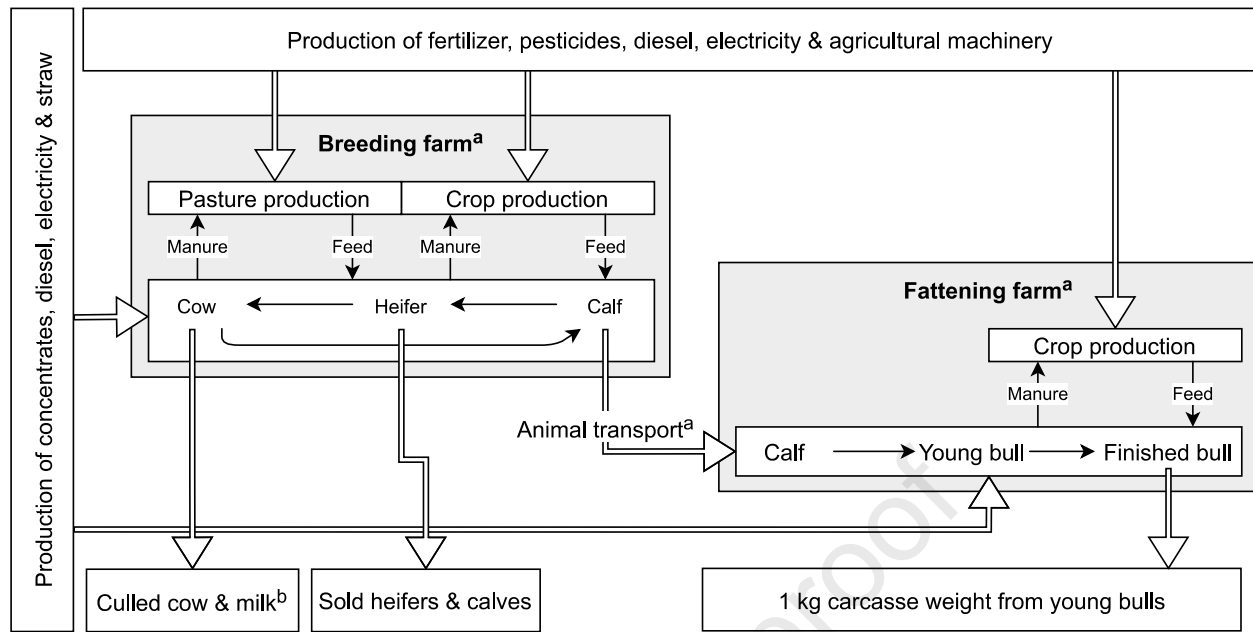 Production of fertilizer, pesticides, diesel, electricity & agricultural machinery
Production of concentrates, diesel, electricity & straw
Breeding farmᵃ
Pasture production
Crop production
Manure
Feed
Manure
Feed
Cow
Heifer
Calf
Fattening farmᵃ
Crop production
Manure
Feed
Animal transportᵃ
Calf
Young bull
Finished bull
Culled cow & milkᵇ
Sold heifers & calves
1 kg carcasse weight from young bulls
proof